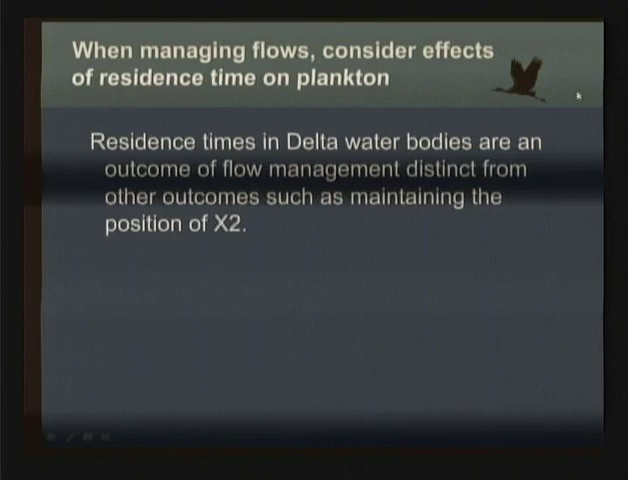 When managing flows, consider effects
of residence time on plankton
Residence times in Delta water bodies are an
outcome of flow management distinct from
other outcomes such as maintaining the
position of X2.